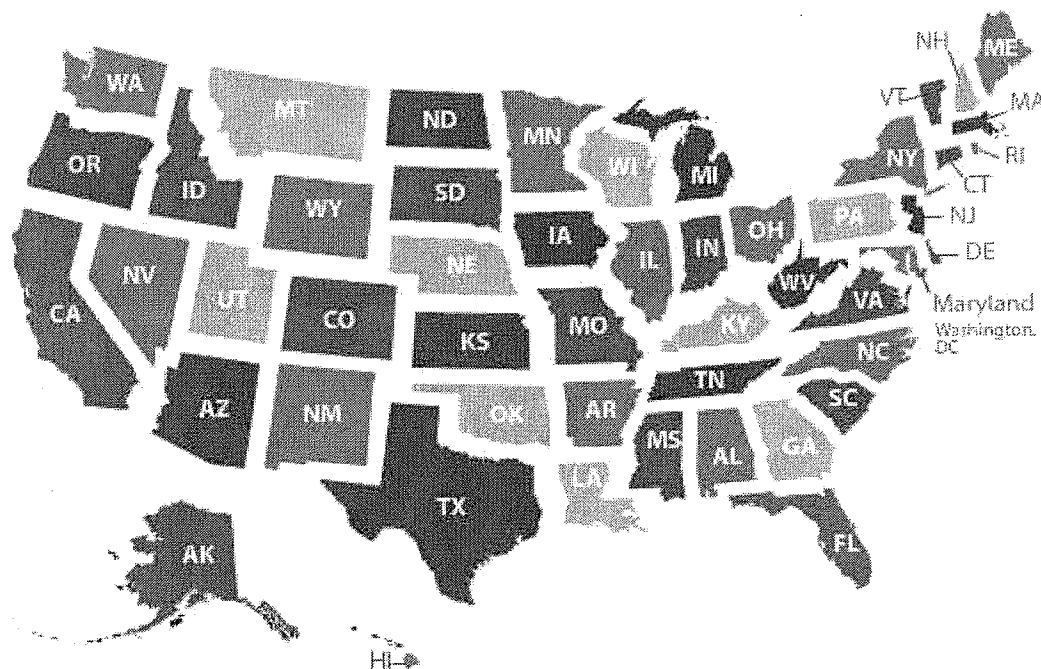 WA
MT
ND
MN
WI
MI
NH
ME
VT
MA
NY
RI
CT
NJ
DE
Maryland
Washington,
DC
OR
ID
WY
SD
IA
NE
IL
IN
OH
PA
WV
VA
NV
UT
CA
CO
KS
MO
KY
NC
TN
SC
AZ
NM
OK
AR
MS
AL
GA
LA
TX
FL
AK
HI